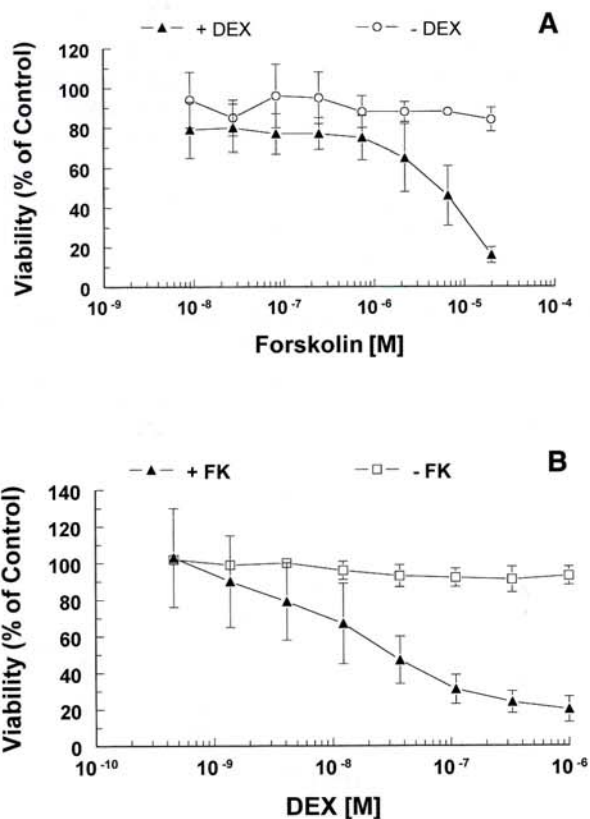 + DEX - DEX A
120
100
80
60
40
20
0
Viability (% of Control)
10-9 10-8 10-7 10-6 10-5 10-4
Forskolin [M]
+ FK - FK B
140
120
100
80
60
40
20
0
Viability (% of Control)
10-10 10-9 10-8 10-7 10-6
DEX [M]